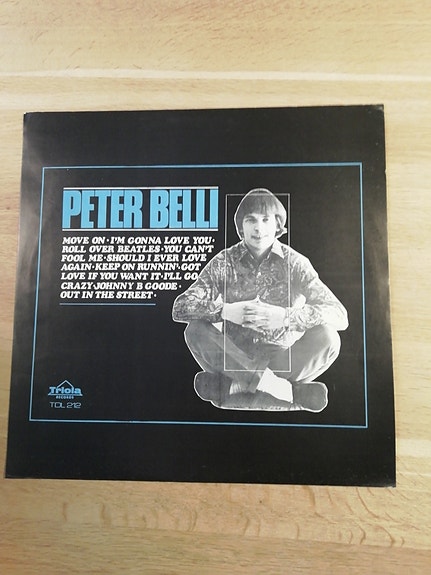 PETER BELLI
MOVE ON • I'M GONNA LOVE YOU •
ROLL OVER BEATLES • YOU CAN'T
FOOL ME • SHOULD I EVER LOVE
AGAIN • KEEP ON RUNNIN' • GOT
LOVE IF YOU WANT IT • I'LL GO
CRAZY • JOHNNY B GOODE •
OUT IN THE STREET •
Triola
RECORDS
TDL 212